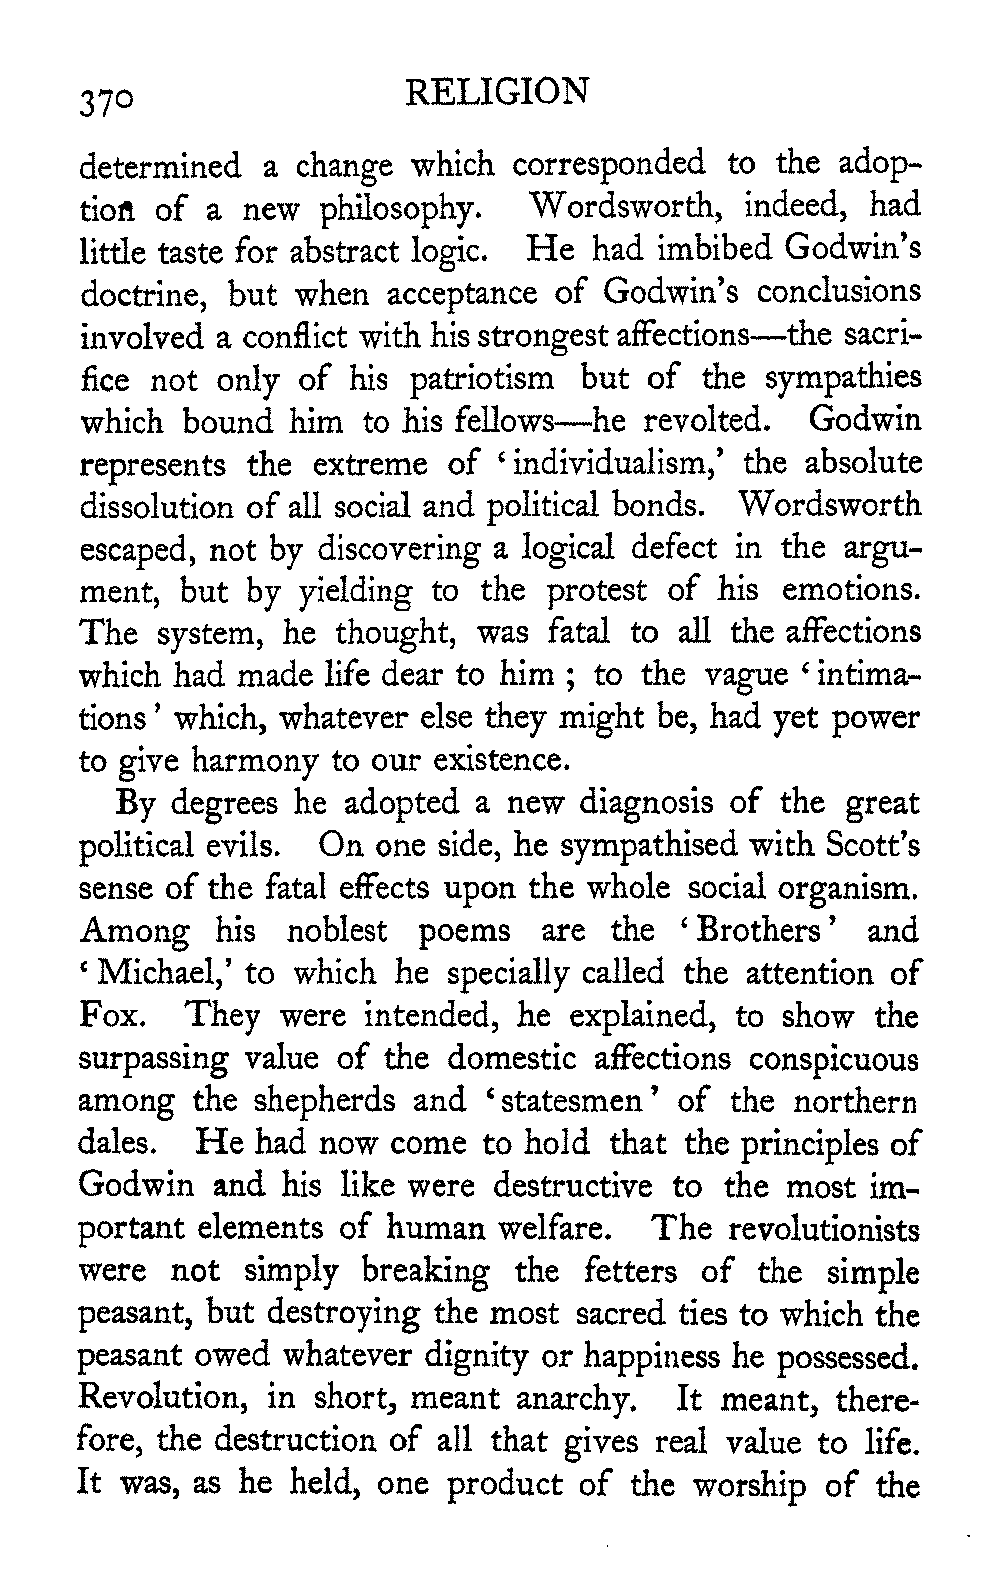 370 RELIGION
determined a change which corresponded to the adop-
tion of a new philosophy. Wordsworth, indeed, had
little taste for abstract logic. He had imbibed Godwin's
doctrine, but when acceptance of Godwin's conclusions
involved a conflict with his strongest affections—the sacri-
fice not only of his patriotism but of the sympathies
which bound him to his fellows—he revolted. Godwin
represents the extreme of ‘individualism,’ the absolute
dissolution of all social and political bonds. Wordsworth
escaped, not by discovering a logical defect in the argu-
ment, but by yielding to the protest of his emotions.
The system, he thought, was fatal to all the affections
which had made life dear to him ; to the vague ‘intima-
tions’ which, whatever else they might be, had yet power
to give harmony to our existence.
By degrees he adopted a new diagnosis of the great
political evils. On one side, he sympathised with Scott's
sense of the fatal effects upon the whole social organism.
Among his noblest poems are the ‘Brothers’ and
‘Michael,’ to which he specially called the attention of
Fox. They were intended, he explained, to show the
surpassing value of the domestic affections conspicuous
among the shepherds and ‘statesmen’ of the northern
dales. He had now come to hold that the principles of
Godwin and his like were destructive to the most im-
portant elements of human welfare. The revolutionists
were not simply breaking the fetters of the simple
peasant, but destroying the most sacred ties to which the
peasant owed whatever dignity or happiness he possessed.
Revolution, in short, meant anarchy. It meant, there-
fore, the destruction of all that gives real value to life.
It was, as he held, one product of the worship of the